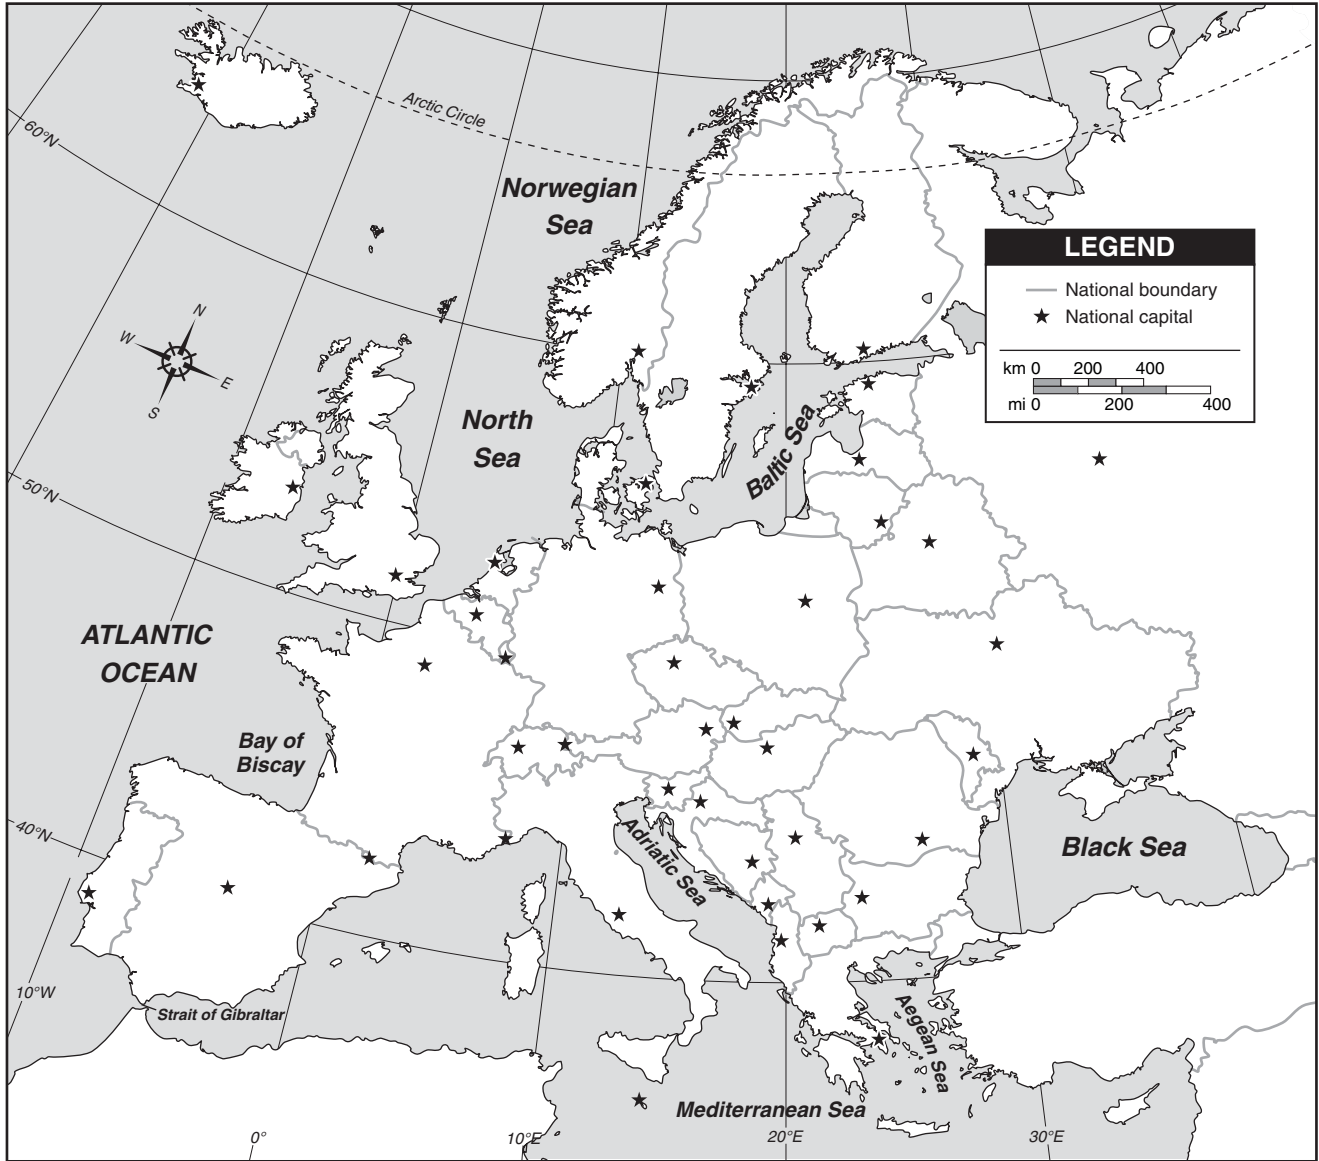 60°N
Arctic Circle
Norwegian
Sea
LEGEND
National boundary
National capital
km 0 200 400
mi 0 200 400
N
W
E
S
North
Sea
Baltic Sea
50°N
ATLANTIC
OCEAN
Bay of
Biscay
40°N
Adriatic Sea
Black Sea
10°W
Strait of Gibraltar
Aegean Sea
Mediterranean Sea
0° 10°E 20°E 30°E